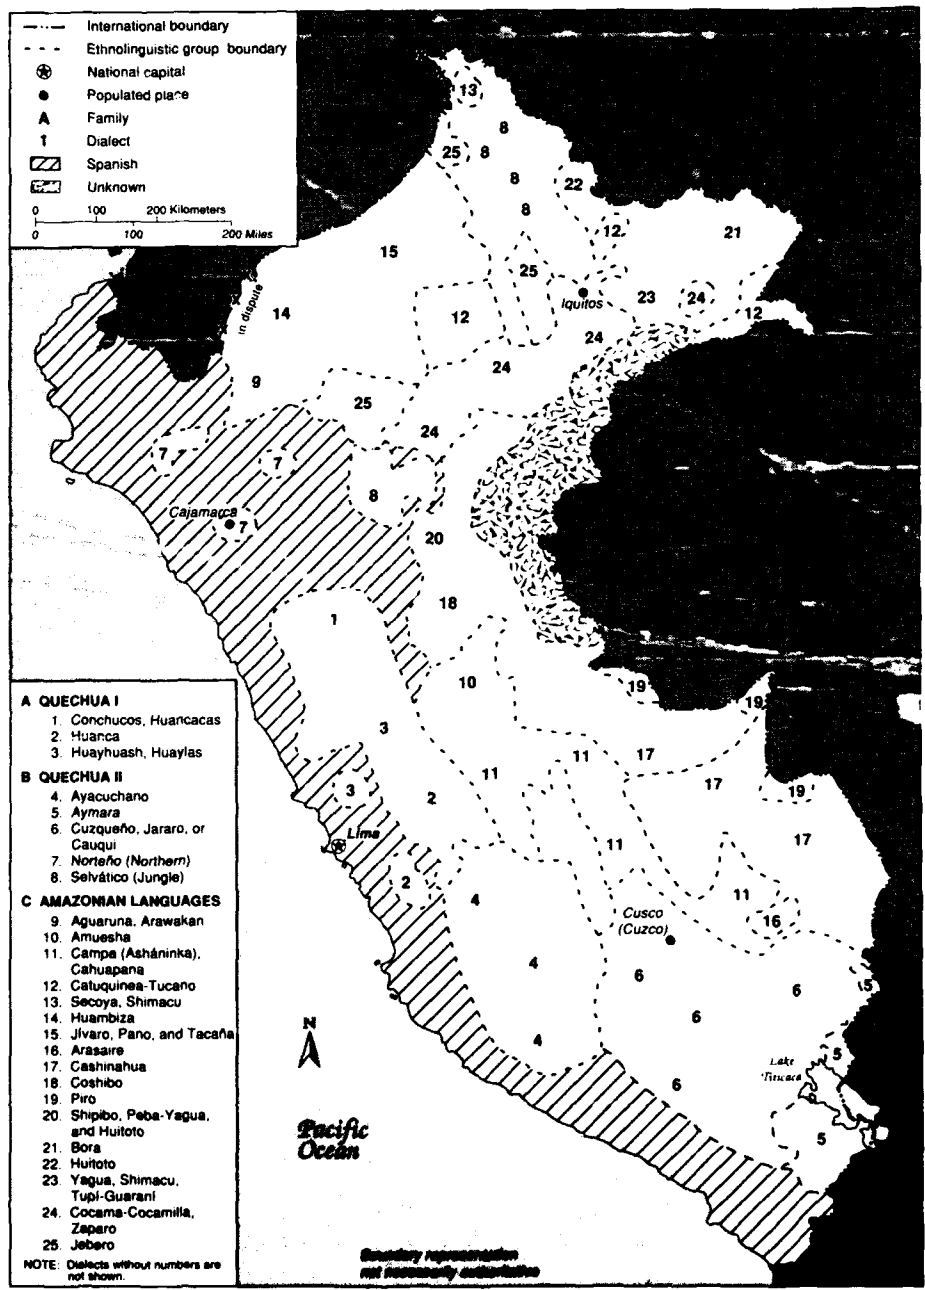 International boundary
Ethnolinguistic group boundary
National capital
Populated place
A Family
1 Dialect
Spanish
Unknown
0 100 200 Kilometers
0 100 200 Miles
13
8
25 8
8 22
8
12 21
15
25
in dispute
14
Iquitos
23 24
12
12
24
24
9
25
24
7
7
8
Cajamarca
7
20
18
1
10
19
19
3
11
17
11
17
3
2
19
Lima
11
17
2
4
11
16
Cusco
(Cuzco)
4
6
6
5
6
4
5
Lake
Titicaca
6
5
N
Pacific
Ocean
A QUECHUA I
1. Conchucos, Huancacas
2. Huanca
3. Huayhuash, Huaylas
B QUECHUA II
4. Ayacuchano
5. Aymara
6. Cuzqueño, Jararo, or
Cauqui
7. Norteño (Northern)
8. Selvático (Jungle)
C AMAZONIAN LANGUAGES
9. Aguaruna, Arawakan
10. Amuesha
11. Campa (Asháninka),
Cahuapana
12. Catuquinea-Tucano
13. Secoya, Shimacu
14. Huambiza
15. Jívaro, Pano, and Tacaña
16. Arasaire
17. Cashinahua
18. Coshibo
19. Piro
20. Shipibo, Peba-Yagua,
and Huitoto
21. Bora
22. Huitoto
23. Yagua, Shimacu,
Tupí-Guaraní
24. Cocama-Cocamilla,
Zaparo
25. Jebero
NOTE: Dialects without numbers are
not shown.
Boundary representation
not necessarily authoritative